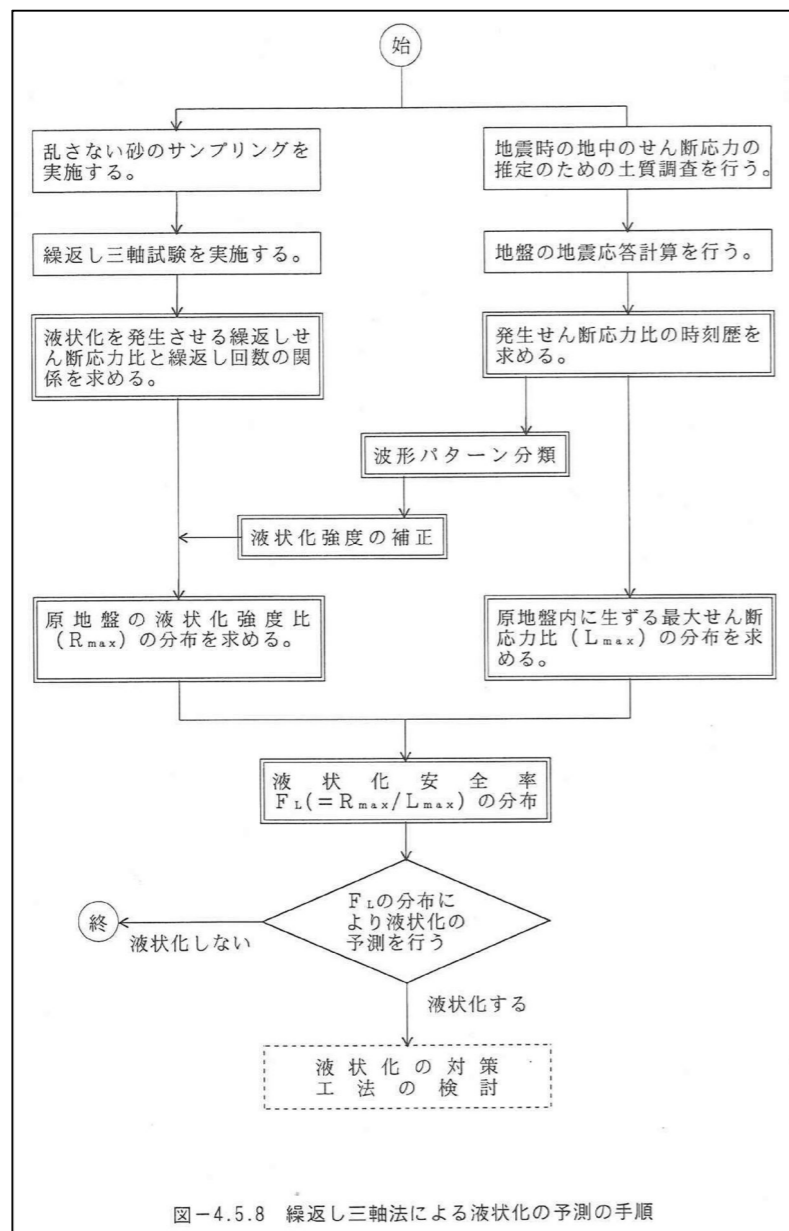 始
乱さない砂のサンプリングを
実施する。
繰返し三軸試験を実施する。
液状化を発生させる繰返しせ
ん断応力比と繰返し回数の関
係を求める。
地震時の地中のせん断応力の
推定のための土質調査を行う。
地盤の地震応答計算を行う。
発生せん断応力比の時刻歴を
求める。
波形パターン分類
液状化強度の補正
原地盤の液状化強度比
(Rmax)の分布を求める。
原地盤内に生ずる最大せん断
応力比(Lmax)の分布を求
める。
液状化安全率
FL(=Rmax/Lmax)の分布
FLの分布に
より液状化の
予測を行う
終
液状化しない
液状化する
液状化の対策
工法の検討
図-4.5.8 繰返し三軸法による液状化の予測の手順